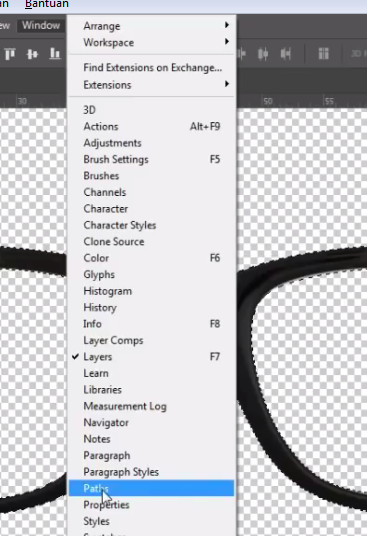 Bantuan
Window
Arrange
Workspace
Find Extensions on Exchange...
Extensions
3D
Actions Alt+F9
Adjustments
Brush Settings F5
Brushes
Channels
Character
Character Styles
Clone Source
Color F6
Glyphs
Histogram
History
Info F8
Layer Comps
Layers F7
Learn
Libraries
Measurement Log
Navigator
Notes
Paragraph
Paragraph Styles
Paths
Properties
Styles
30
50
55
3D